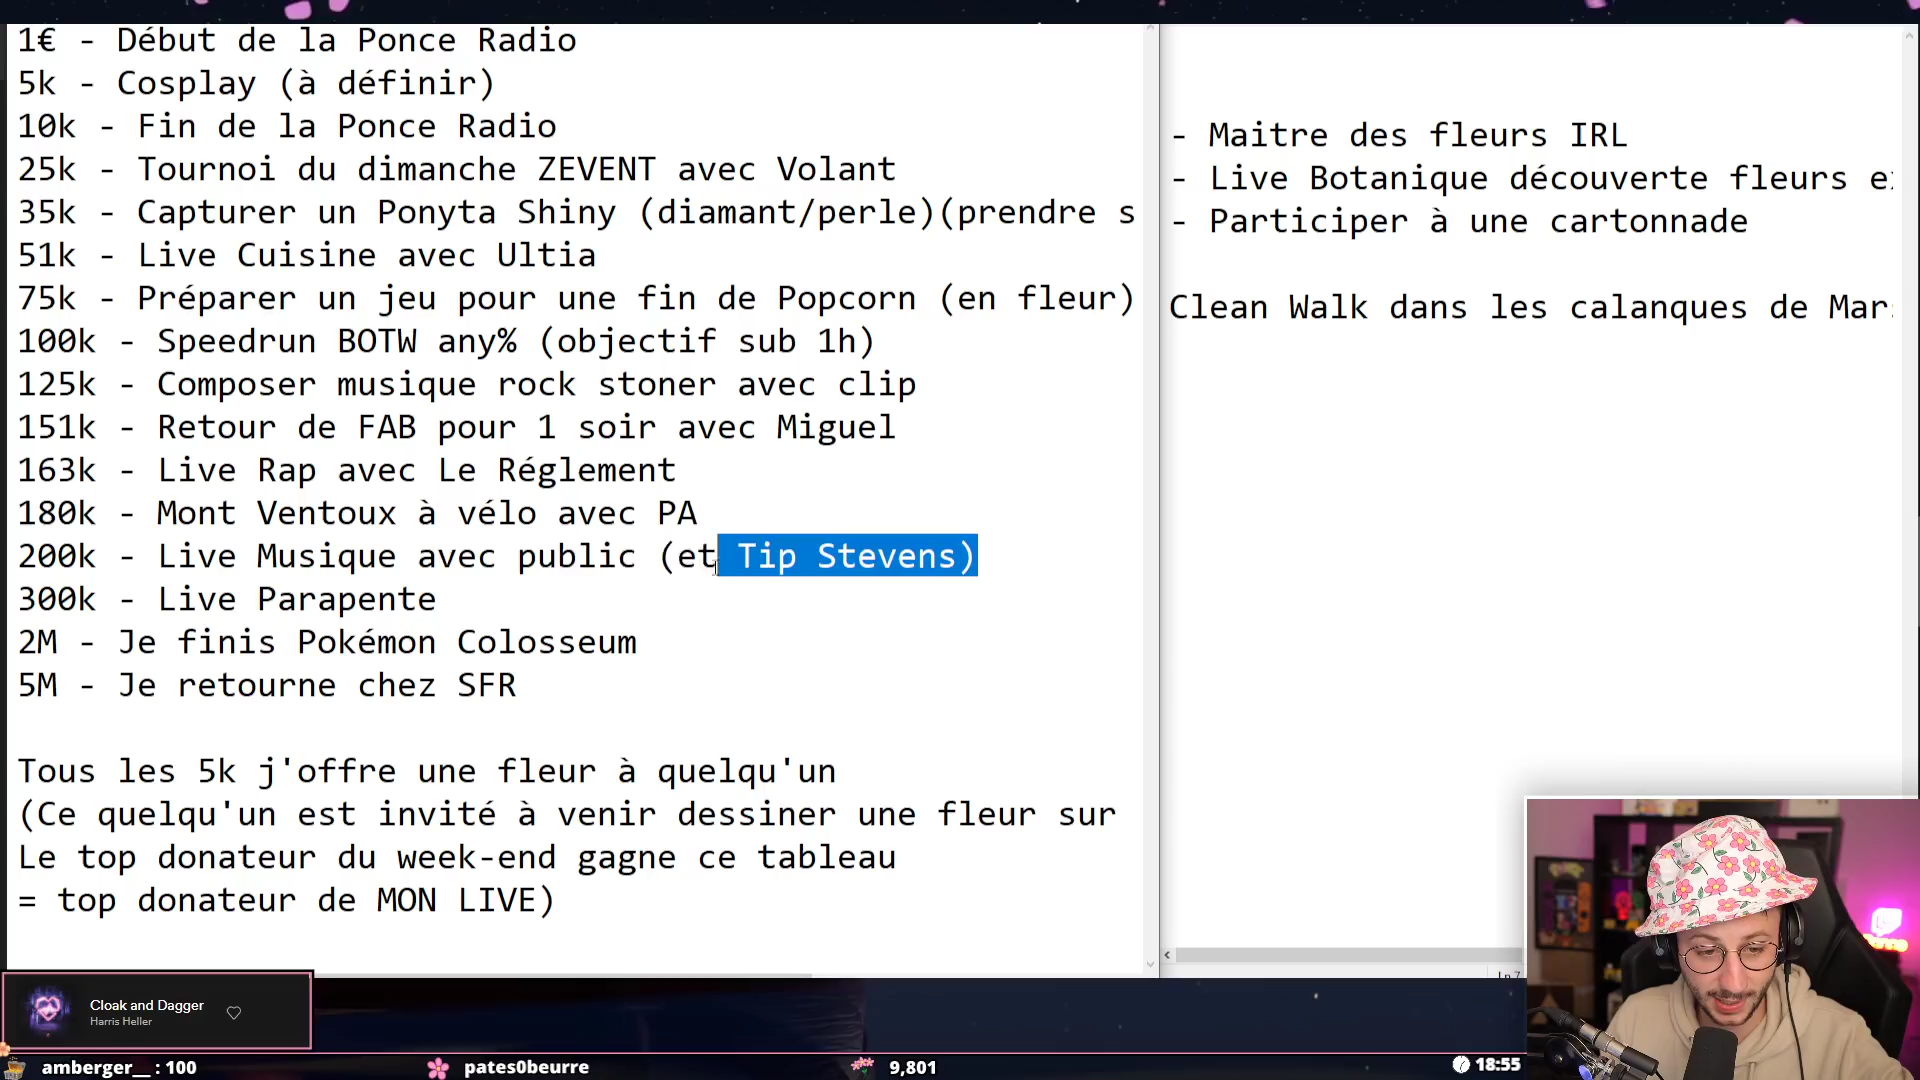 1€ - Début de la Ponce Radio
5k - Cosplay (à définir)
10k - Fin de la Ponce Radio
25k - Tournoi du dimanche ZEVENT avec Volant
35k - Capturer un Ponyta Shiny (diamant/perle)(prendre s
51k - Live Cuisine avec Ultia
75k - Préparer un jeu pour une fin de Popcorn (en fleur)
100k - Speedrun BOTW any% (objectif sub 1h)
125k - Composer musique rock stoner avec clip
151k - Retour de FAB pour 1 soir avec Miguel
163k - Live Rap avec Le Réglement
180k - Mont Ventoux à vélo avec PA
200k - Live Musique avec public (et Tip Stevens)
300k - Live Parapente
2M - Je finis Pokémon Colosseum
5M - Je retourne chez SFR
Tous les 5k j'offre une fleur à quelqu'un
(Ce quelqu'un est invité à venir dessiner une fleur sur
Le top donateur du week-end gagne ce tableau
= top donateur de MON LIVE)
- Maitre des fleurs IRL
- Live Botanique découverte fleurs
- Participer à une cartonnade
Clean Walk dans les calanques de Mar
Cloak and Dagger
Harris Heller
amberger__ : 100
pates0beurre
9,801
18:55